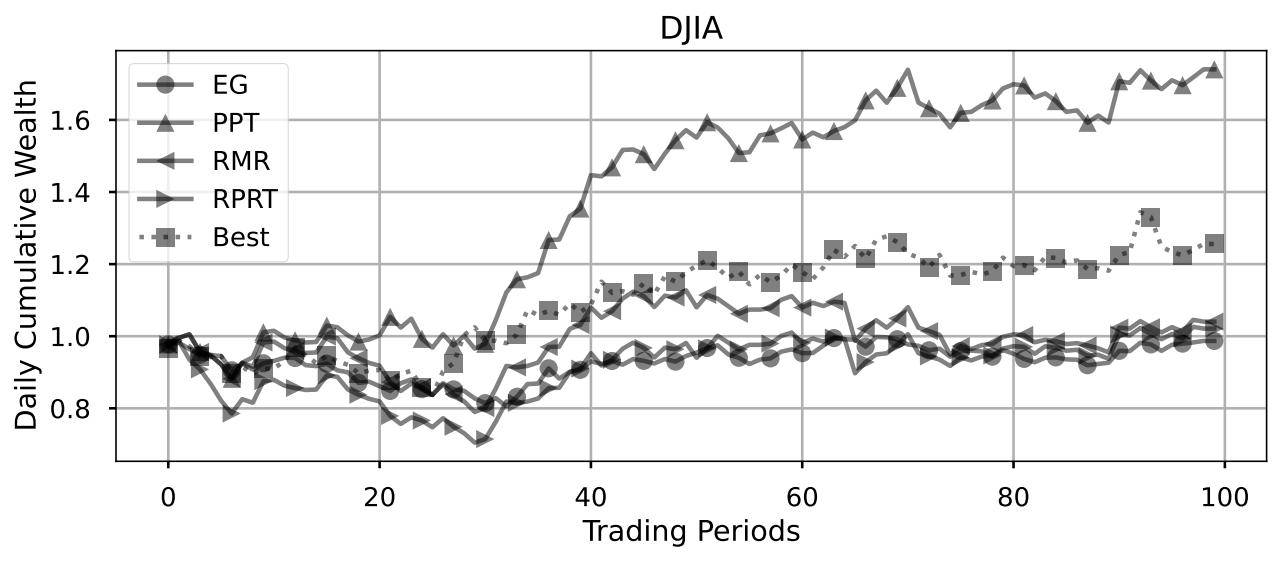 DJIA
Daily Cumulative Wealth
1.6
1.4
1.2
1.0
0.8
EG
PPT
RMR
RPRT
Best
0 20 40 60 80 100
Trading Periods